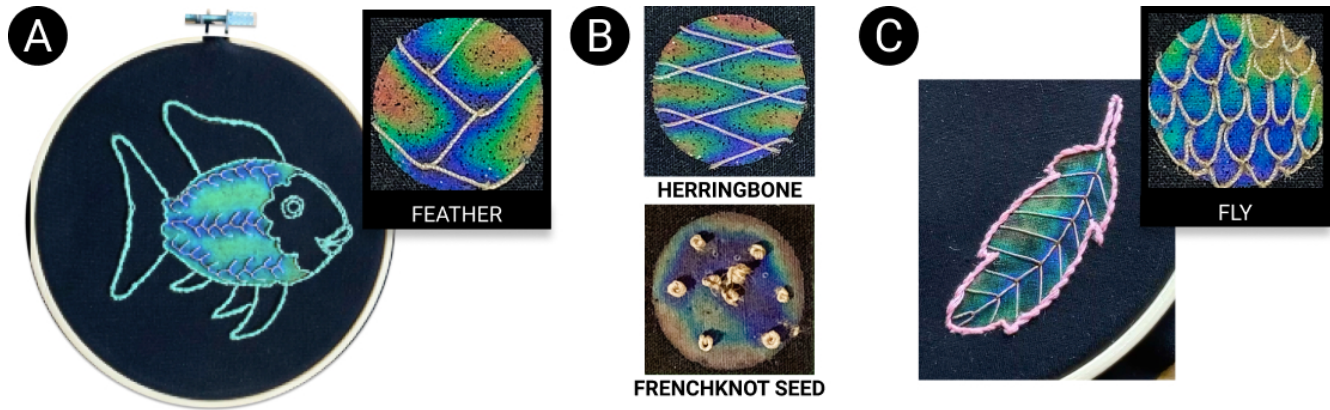 A
FEATHER
B
HERRINGBONE
FRENCHKNOT SEED
C
FLY